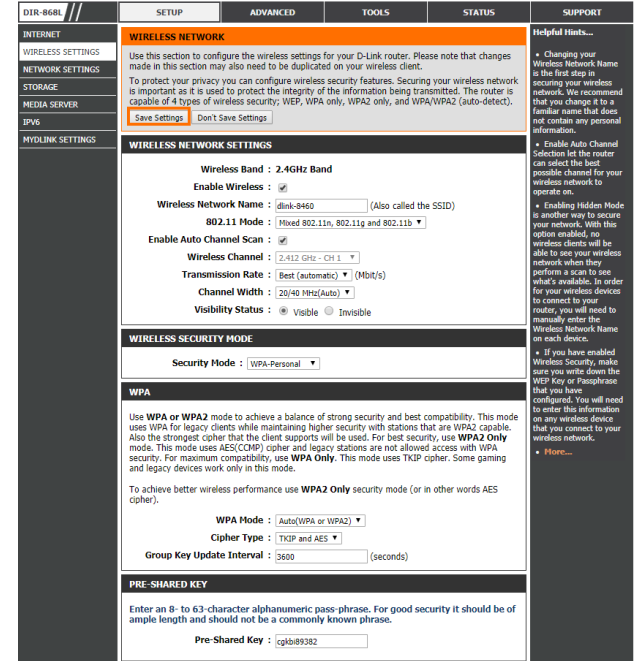 DIR-868L
SETUP
ADVANCED
TOOLS
STATUS
SUPPORT
INTERNET
WIRELESS SETTINGS
NETWORK SETTINGS
STORAGE
MEDIA SERVER
IPV6
MYDLINK SETTINGS
WIRELESS NETWORK
Use this section to configure the wireless settings for your D-Link router. Please note that changes
made in this section may also need to be duplicated on your wireless client.
To protect your privacy you can configure wireless security features. Securing your wireless network
is important as it is used to protect the integrity of the information being transmitted. The router is
capable of 4 types of wireless security; WEP, WPA only, WPA2 only, and WPA/WPA2 (auto-detect).
Save Settings Don't Save Settings
WIRELESS NETWORK SETTINGS
Wireless Band : 2.4GHz Band
Enable Wireless :
Wireless Network Name : dlink-8460 (Also called the SSID)
802.11 Mode : Mixed 802.11n, 802.11g and 802.11b
Enable Auto Channel Scan :
Wireless Channel : 2.412 GHz - CH 1
Transmission Rate : Best (automatic) (Mbit/s)
Channel Width : 20/40 MHz(Auto)
Visibility Status : Visible Invisible
WIRELESS SECURITY MODE
Security Mode : WPA-Personal
WPA
Use WPA or WPA2 mode to achieve a balance of strong security and best compatibility. This mode
uses WPA for legacy clients while maintaining higher security with stations that are WPA2 capable.
Also the strongest cipher that the client supports will be used. For best security, use WPA2 Only
mode. This mode uses AES(CCMP) cipher and legacy stations are not allowed access with WPA
security. For maximum compatibility, use WPA Only. This mode uses TKIP cipher. Some gaming
and legacy devices work only in this mode.
To achieve better wireless performance use WPA2 Only security mode (or in other words AES
cipher).
WPA Mode : Auto(WPA or WPA2)
Cipher Type : TKIP and AES
Group Key Update Interval : 3600 (seconds)
PRE-SHARED KEY
Enter an 8- to 63-character alphanumeric pass-phrase. For good security it should be of
ample length and should not be a commonly known phrase.
Pre-Shared Key : cgkbi89382
Helpful Hints...
• Changing your
Wireless Network Name
is the first step in
securing your wireless
network. We recommend
that you change it to a
familiar name that does
not contain any personal
information.
• Enable Auto Channel
Selection let the router
can select the best
possible channel for your
wireless network to
operate on.
• Enabling Hidden Mode
is another way to secure
your network. With this
option enabled, no
wireless clients will be
able to see your wireless
network when they
perform a scan to see
what's available. In order
for your wireless devices
to connect to your
router, you will need to
manually enter the
Wireless Network Name
on each device.
• If you have enabled
Wireless Security, make
sure you write down the
WEP Key or Passphrase
that you have
configured. You will need
to enter this information
on any wireless device
that you connect to your
wireless network.
• More...